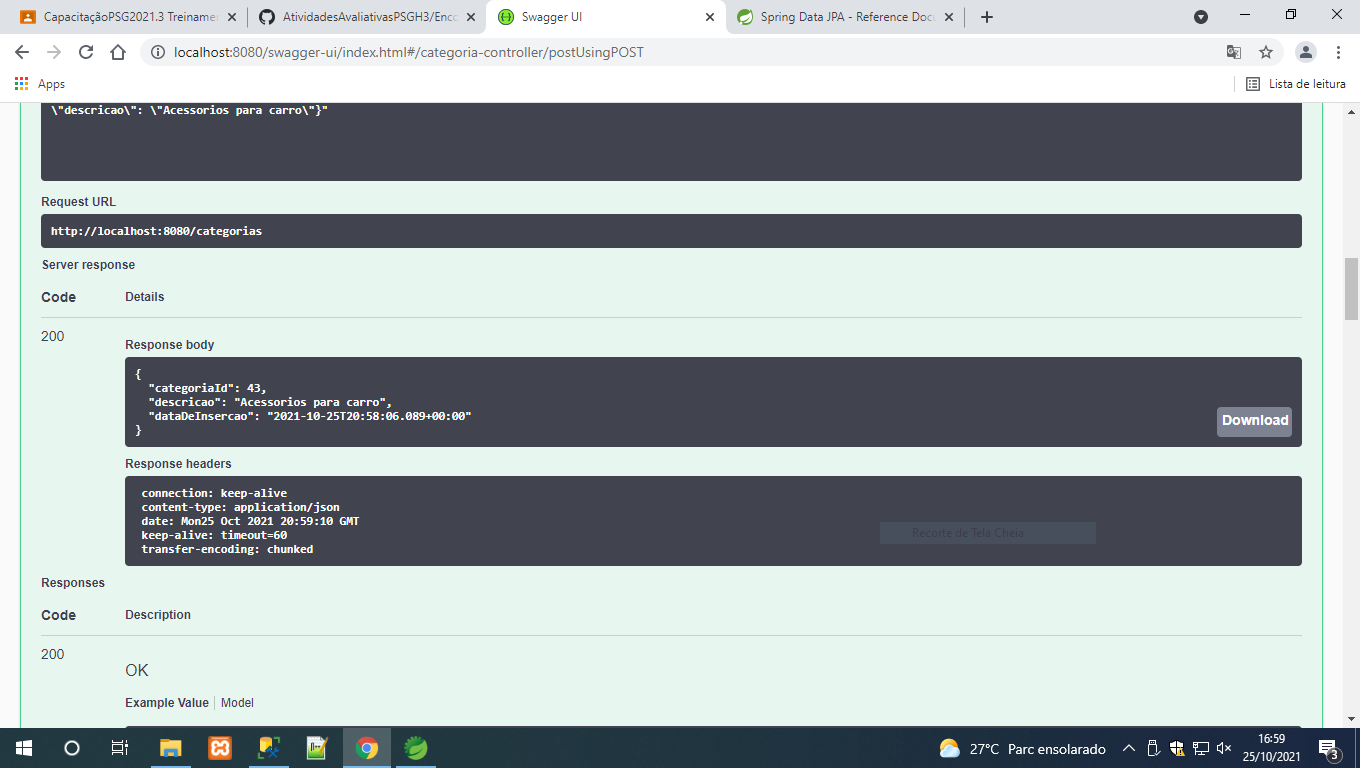 CapacitaçãoPSG2021.3 Treinamen
AtividadesAvaliativasPSGH3/Enco
Swagger UI
Spring Data JPA - Reference Docu
localhost:8080/swagger-ui/index.html#/categoria-controller/postUsingPOST
Apps
Lista de leitura
\"descricao\": \"Acessorios para carro\"}"
Request URL
http://localhost:8080/categorias
Server response
Code
Details
200
Response body
{
"categoriaId": 43,
"descricao": "Acessorios para carro",
"dataDeInsercao": "2021-10-25T20:58:06.089+00:00"
}
Download
Response headers
connection: keep-alive
content-type: application/json
date: Mon25 Oct 2021 20:59:10 GMT
keep-alive: timeout=60
transfer-encoding: chunked
Recorte de Tela Cheia
Responses
Code
Description
200
OK
Example Value
Model
27°C Parc ensolarado
16:59
25/10/2021
3